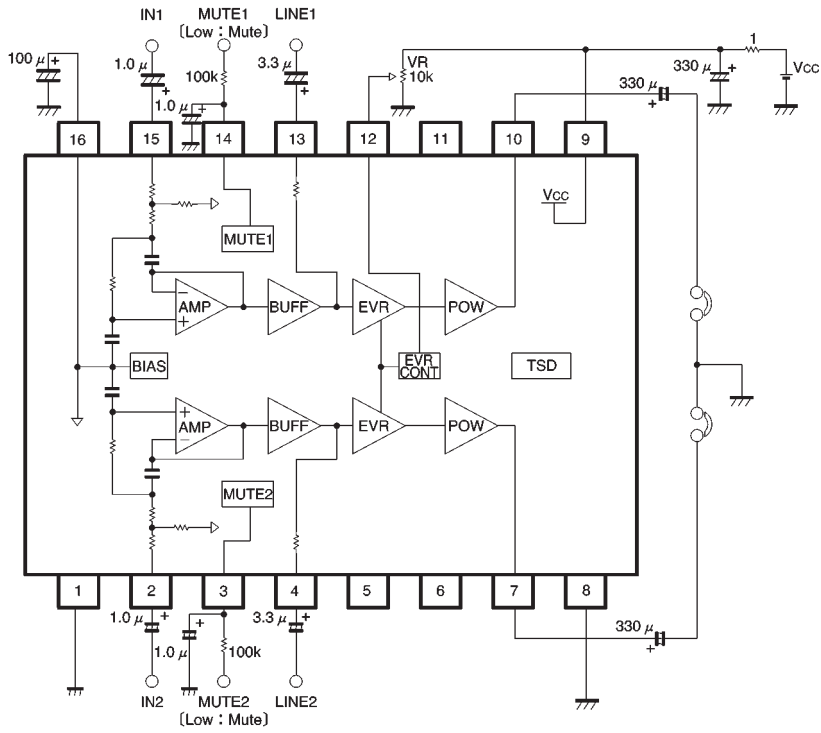 IN1
MUTE1
〔Low : Mute〕
LINE1
100 μ +
1.0 μ
+
100k
1.0 μ
+
3.3 μ
+
VR
10k
330 μ
+
330 μ
+
1
VCC
16
15
14
13
12
11
10
9
MUTE1
VCC
−
AMP
+
BUFF
EVR
POW
BIAS
EVR
CONT
TSD
+
AMP
−
BUFF
EVR
POW
MUTE2
1
2
3
4
5
6
7
8
1.0 μ
+
1.0 μ
+
100k
3.3 μ
+
330 μ
+
IN2
MUTE2
〔Low : Mute〕
LINE2